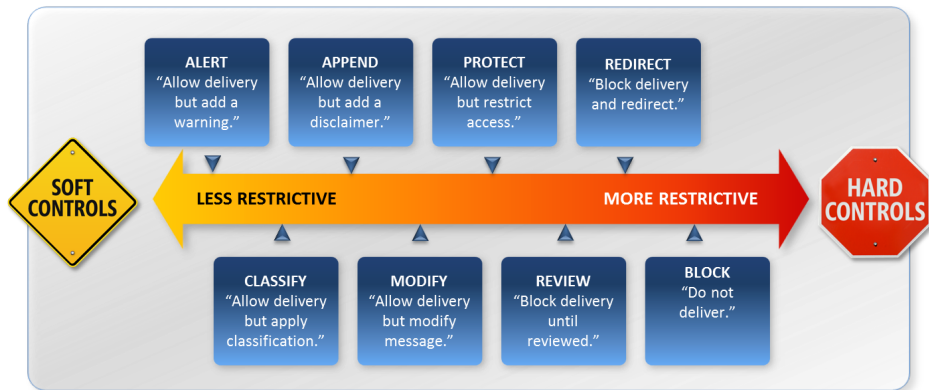 ALERT
“Allow delivery
but add a
warning.”
APPEND
“Allow delivery
but add a
disclaimer.”
PROTECT
“Allow delivery
but restrict
access.”
REDIRECT
“Block delivery
and redirect.”
SOFT
CONTROLS
LESS RESTRICTIVE
MORE RESTRICTIVE
HARD
CONTROLS
CLASSIFY
“Allow delivery
but apply
classification.”
MODIFY
“Allow delivery
but modify
message.”
REVIEW
“Block delivery
until
reviewed.”
BLOCK
“Do not
deliver.”